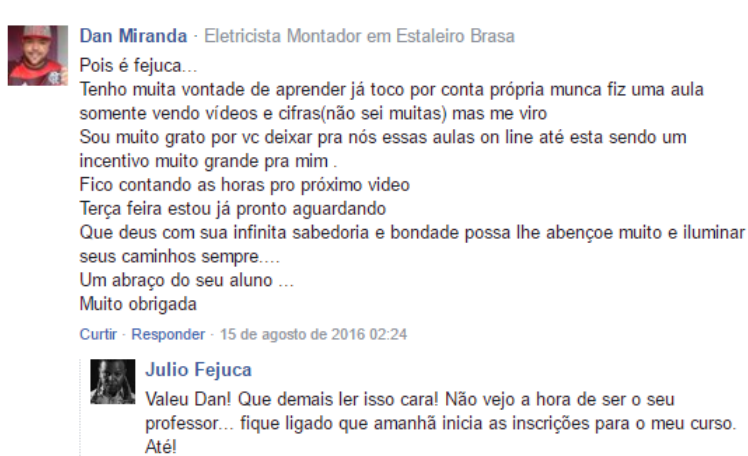 Dan Miranda · Eletricista Montador em Estaleiro Brasa
Pois é fejuca...
Tenho muita vontade de aprender já toco por conta própria munca fiz uma aula
somente vendo vídeos e cifras(não sei muitas) mas me viro
Sou muito grato por vc deixar pra nós essas aulas on line até esta sendo um
incentivo muito grande pra mim .
Fico contando as horas pro próximo video
Terça feira estou já pronto aguardando
Que deus com sua infinita sabedoria e bondade possa lhe abençoe muito e iluminar
seus caminhos sempre....
Um abraço do seu aluno ...
Muito obrigada
Curtir · Responder · 15 de agosto de 2016 02:24
Julio Fejuca
Valeu Dan! Que demais ler isso cara! Não vejo a hora de ser o seu
professor... fique ligado que amanhã inicia as inscrições para o meu curso.
Até!